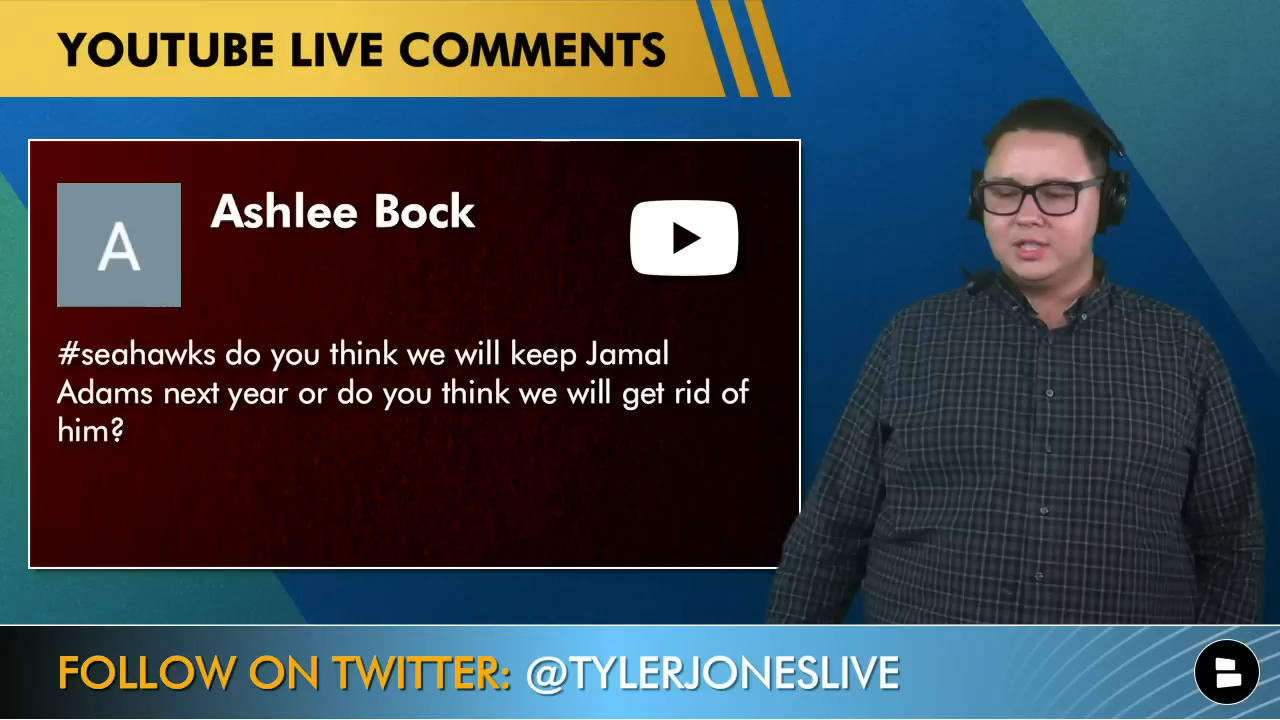 YOUTUBE LIVE COMMENTS
A
Ashlee Bock
#seahawks do you think we will keep Jamal
Adams next year or do you think we will get rid of
him?
FOLLOW ON TWITTER: @TYLERJONESLIVE